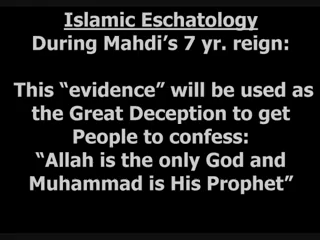 Islamic Eschatology
During Mahdi's 7 yr. reign:
This “evidence” will be used as
the Great Deception to get
People to confess:
“Allah is the only God and
Muhammad is His Prophet”